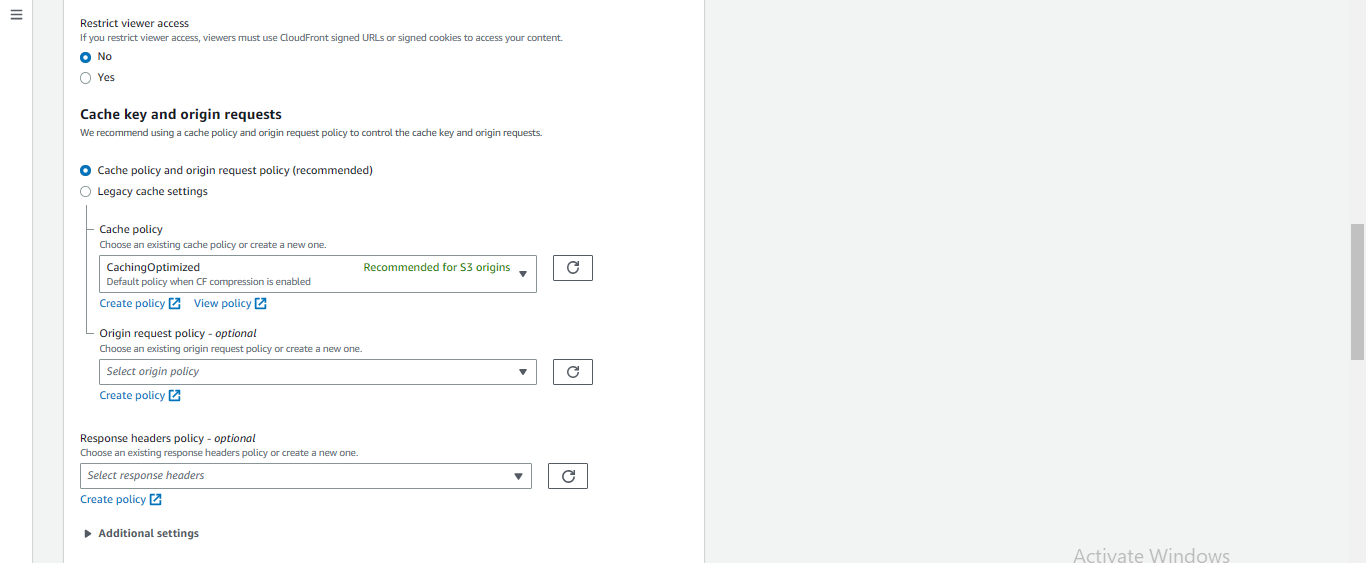 Restrict viewer access
If you restrict viewer access, viewers must use CloudFront signed URLs or signed cookies to access your content.
No
Yes
Cache key and origin requests
We recommend using a cache policy and origin request policy to control the cache key and origin requests.
Cache policy and origin request policy (recommended)
Legacy cache settings
Cache policy
Choose an existing cache policy or create a new one.
CachingOptimized Recommended for S3 origins
Default policy when CF compression is enabled
Create policy View policy
Origin request policy - optional
Choose an existing origin request policy or create a new one.
Select origin policy
Create policy
Response headers policy - optional
Choose an existing response headers policy or create a new one.
Select response headers
Create policy
Additional settings
Activate Windows